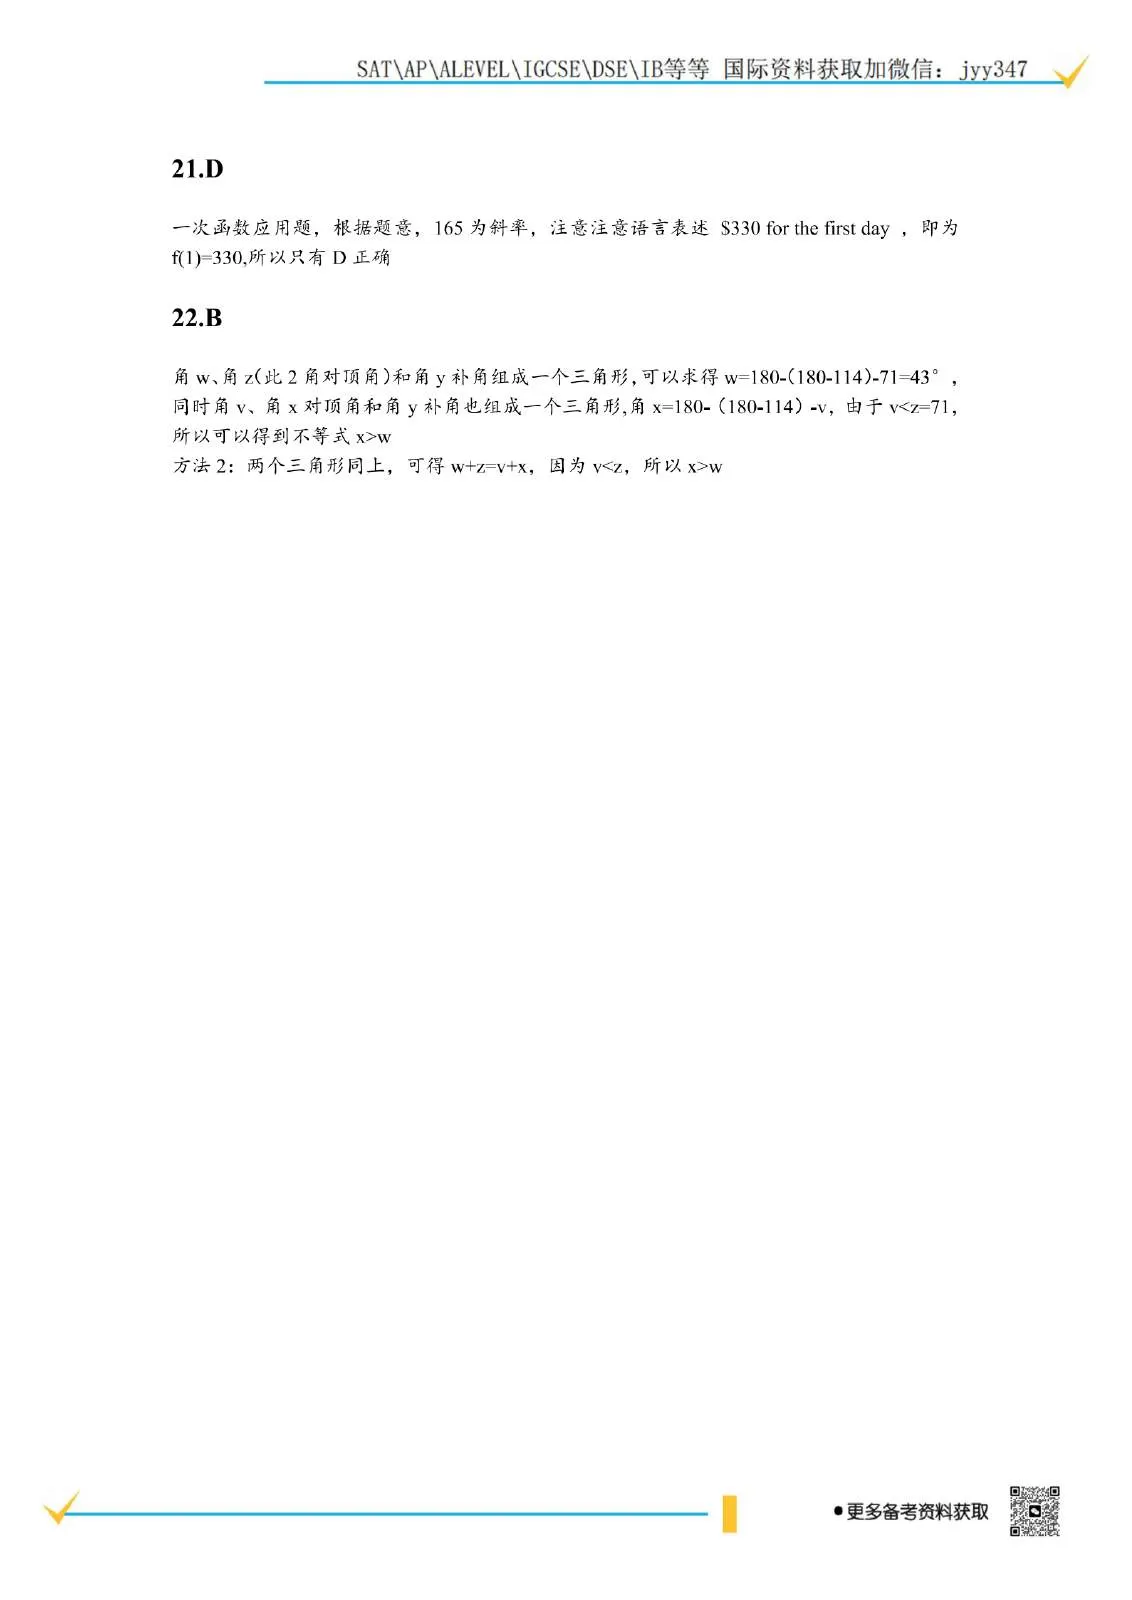 SAT\AP\ALEVEL\IGCSE\DSE\IB等等 国际资料获取加微信：jyy347
21.D
一次函数应用题，根据题意，165 为斜率，注意注意语言表述 $330 for the first day ，即为
f(1)=330,所以只有 D 正确
22.B
角 w、角 z(此 2 角对顶角)和角 y 补角组成一个三角形,可以求得 w=180-(180-114)-71=43°，
同时角 v、角 x 对顶角和角 y 补角也组成一个三角形,角 x=180-（180-114）-v，由于 v<z=71，
所以可以得到不等式 x>w
方法 2：两个三角形同上，可得 w+z=v+x，因为 v<z，所以 x>w
●更多备考资料获取